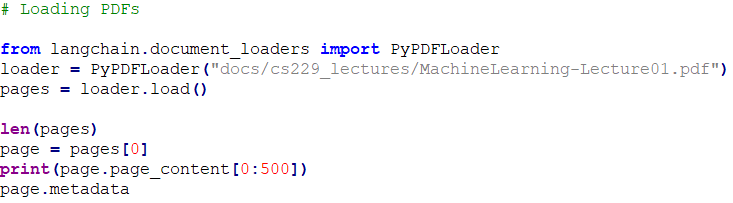 # Loading PDFs
from langchain.document_loaders import PyPDFLoader
loader = PyPDFLoader("docs/cs229_lectures/MachineLearning-Lecture01.pdf")
pages = loader.load()
len(pages)
page = pages[0]
print(page.page_content[0:500])
page.metadata